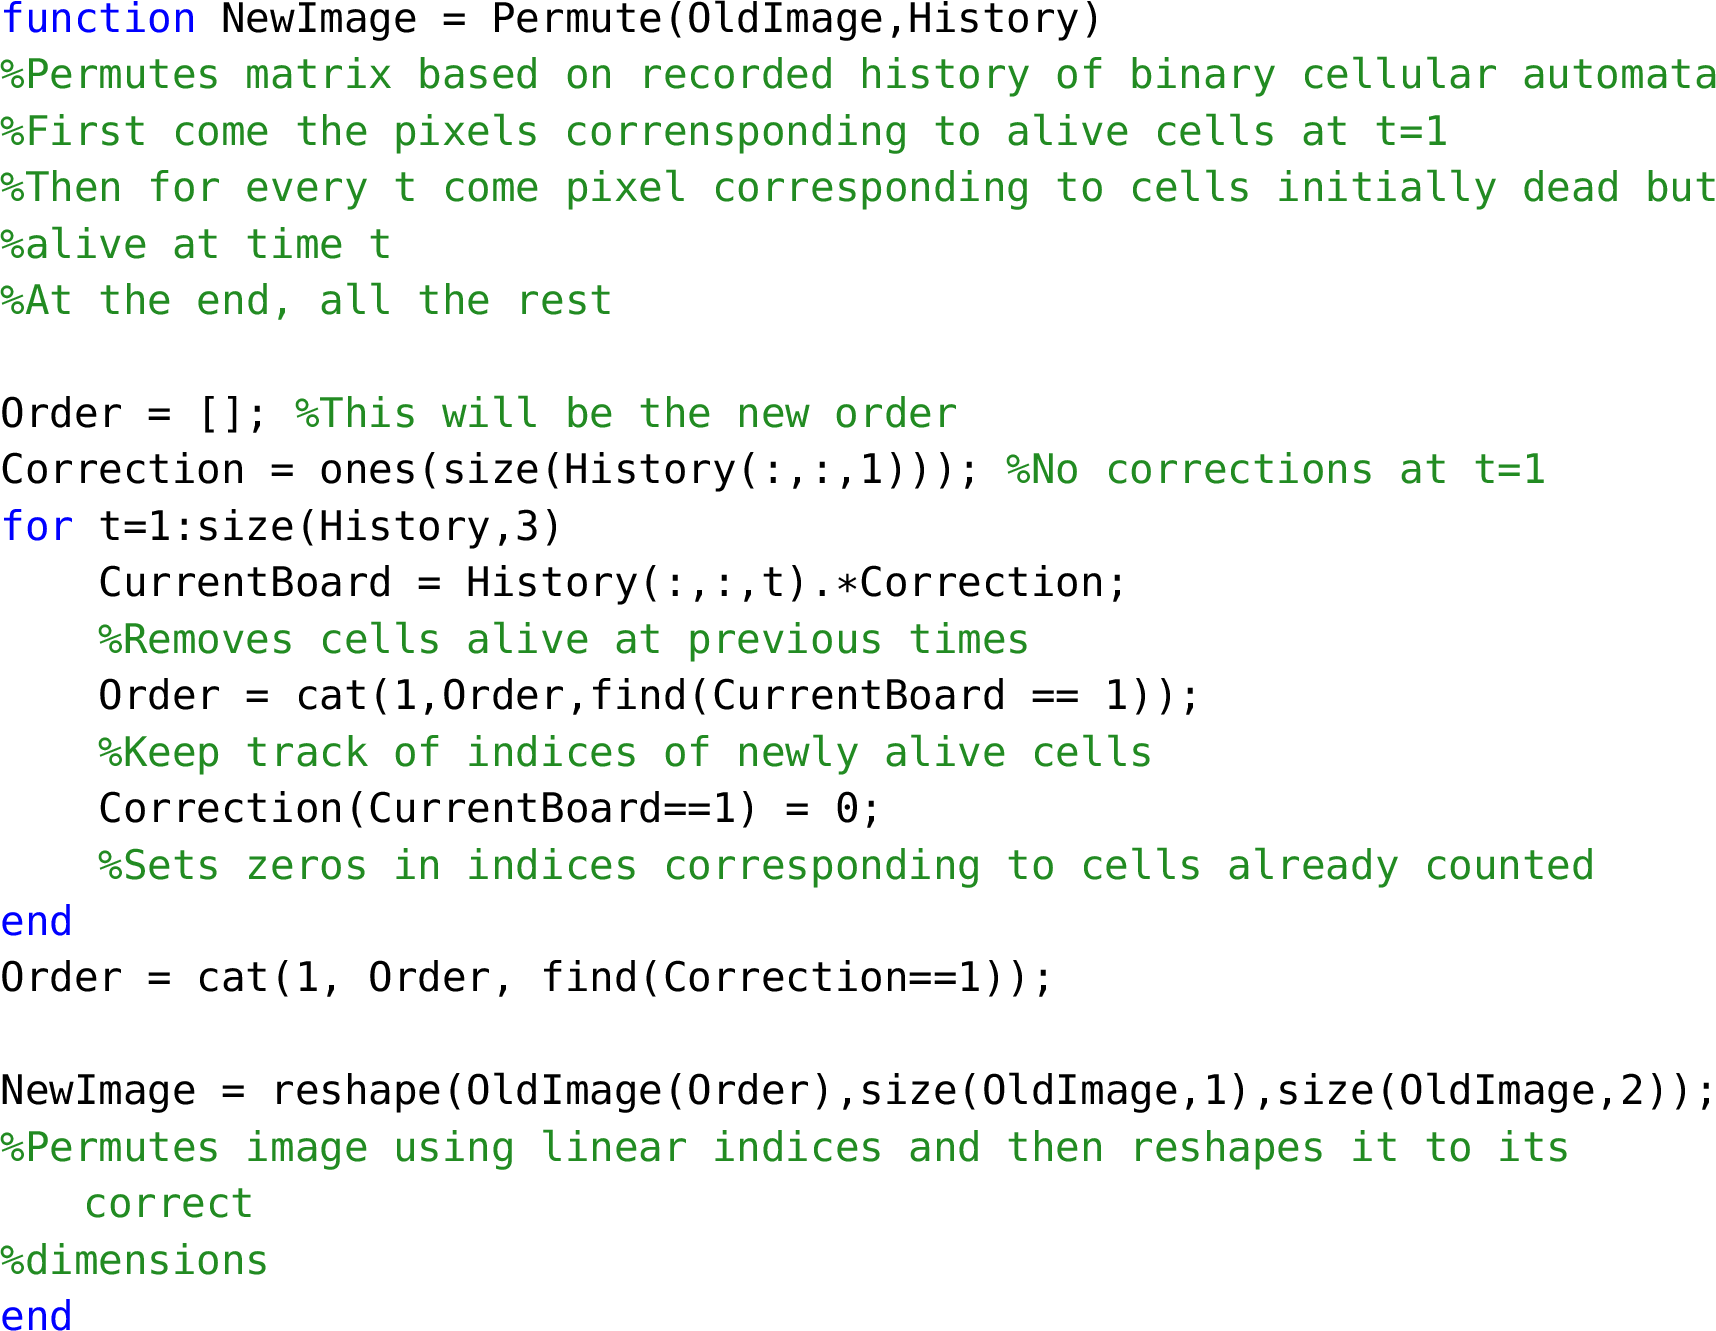 function NewImage = Permute(OldImage,History)
%Permutes matrix based on recorded history of binary cellular automata
%First come the pixels corrensponding to alive cells at t=1
%Then for every t come pixel corresponding to cells initially dead but
%alive at time t
%At the end, all the rest

Order = []; %This will be the new order
Correction = ones(size(History(:,:,1))); %No corrections at t=1
for t=1:size(History,3)
    CurrentBoard = History(:,:,t).*Correction;
    %Removes cells alive at previous times
    Order = cat(1,Order,find(CurrentBoard == 1));
    %Keep track of indices of newly alive cells
    Correction(CurrentBoard==1) = 0;
    %Sets zeros in indices corresponding to cells already counted
end
Order = cat(1, Order, find(Correction==1));

NewImage = reshape(OldImage(Order),size(OldImage,1),size(OldImage,2));
%Permutes image using linear indices and then reshapes it to its
    correct
%dimensions
end